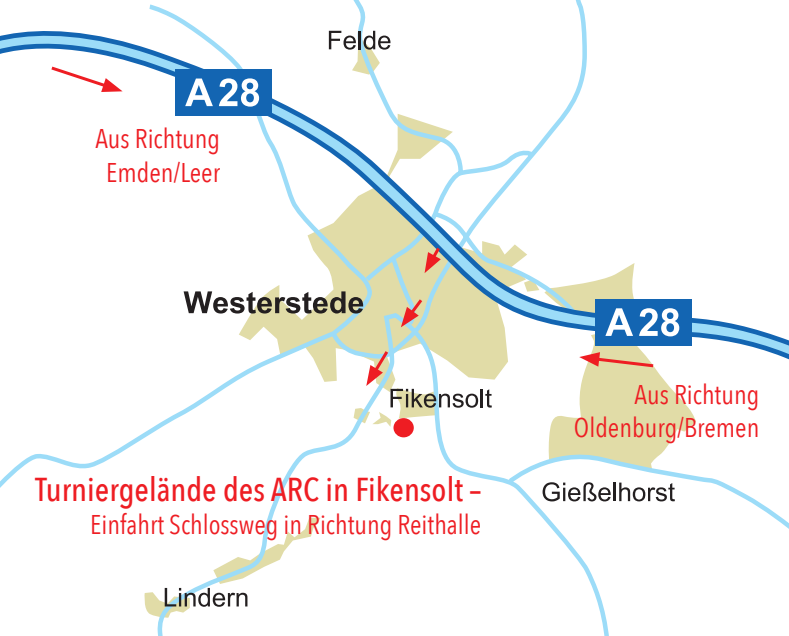 Felde
A 28
Aus Richtung
Emden/Leer
Westerstede
A 28
Aus Richtung
Oldenburg/Bremen
Fikensolt
Turniergelände des ARC in Fikensolt –
Einfahrt Schlossweg in Richtung Reithalle
Gießelhorst
Lindern